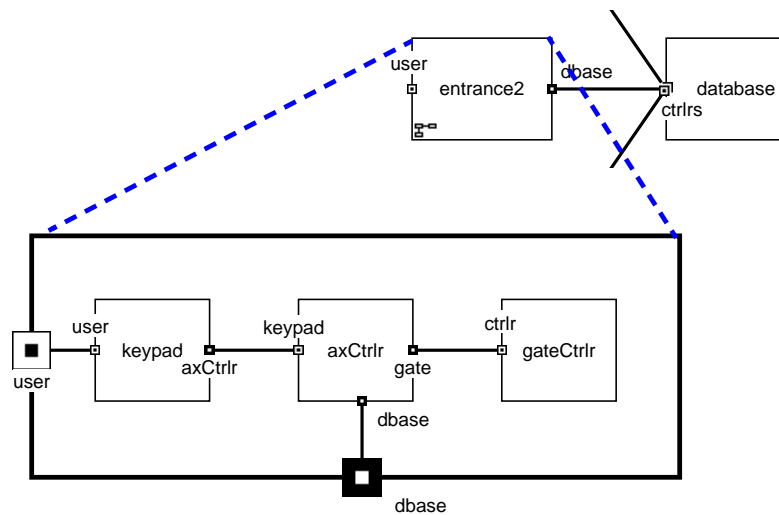 user
entrance2
dbase
database
ctrlrs
user
keypad
axCtrlr
keypad
axCtrlr
gate
ctrlr
gateCtrlr
user
dbase
dbase